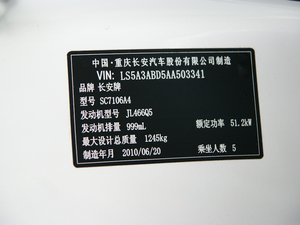 中国·重庆长安汽车股份有限公司制造
VIN: LS5A3ABD5AA503341
品牌 长安牌
型号 SC7106A4
发动机型号 JL466Q5
发动机排量 999mL 额定功率 51.2kW
最大设计总质量 1245kg
制造年月 2010/06/20 乘坐人数 5